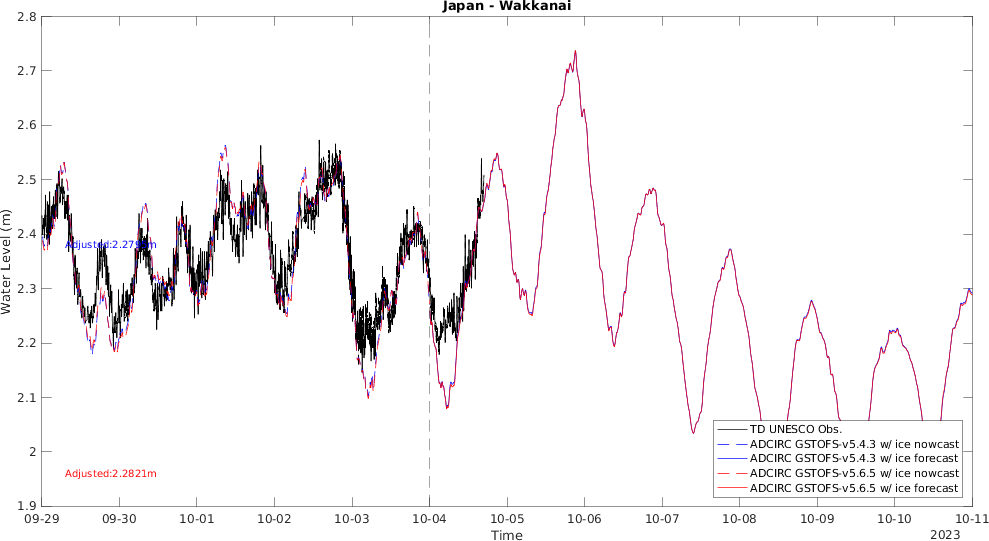 Japan - Wakkanai
2.8
2.7
2.6
2.5
2.4
2.3
2.2
2.1
2
1.9
Water Level (m)
Adjusted:2.2821m
TD UNESCO Obs.
ADCIRC GSTOFS-v5.4.3 w/ ice nowcast
ADCIRC GSTOFS-v5.4.3 w/ ice forecast
ADCIRC GSTOFS-v5.6.5 w/ ice nowcast
ADCIRC GSTOFS-v5.6.5 w/ ice forecast
09-29 09-30 10-01 10-02 10-03 10-04 10-05 10-06 10-07 10-08 10-09 10-10 10-11
Time
2023